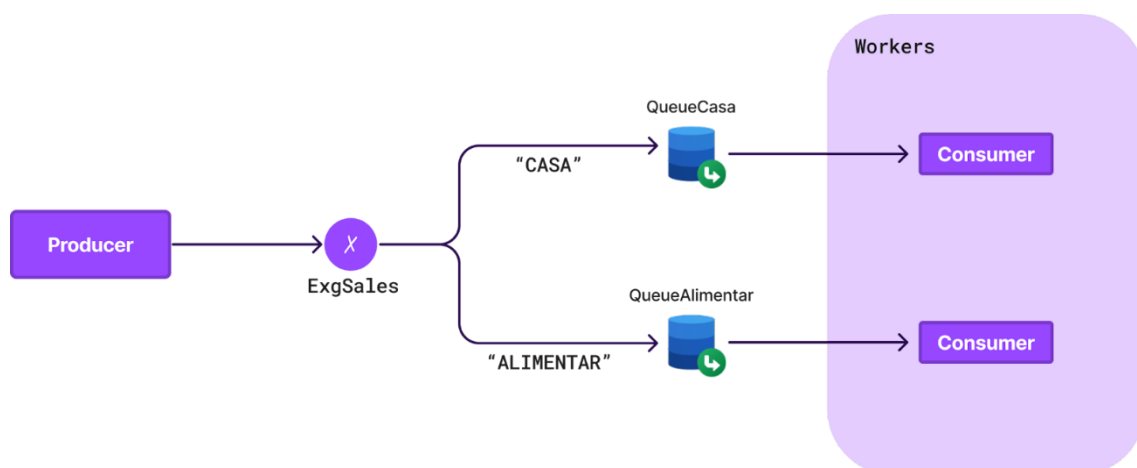 Workers
QueueCasa
“CASA”
Consumer
Producer
X
ExgSales
QueueAlimentar
“ALIMENTAR”
Consumer